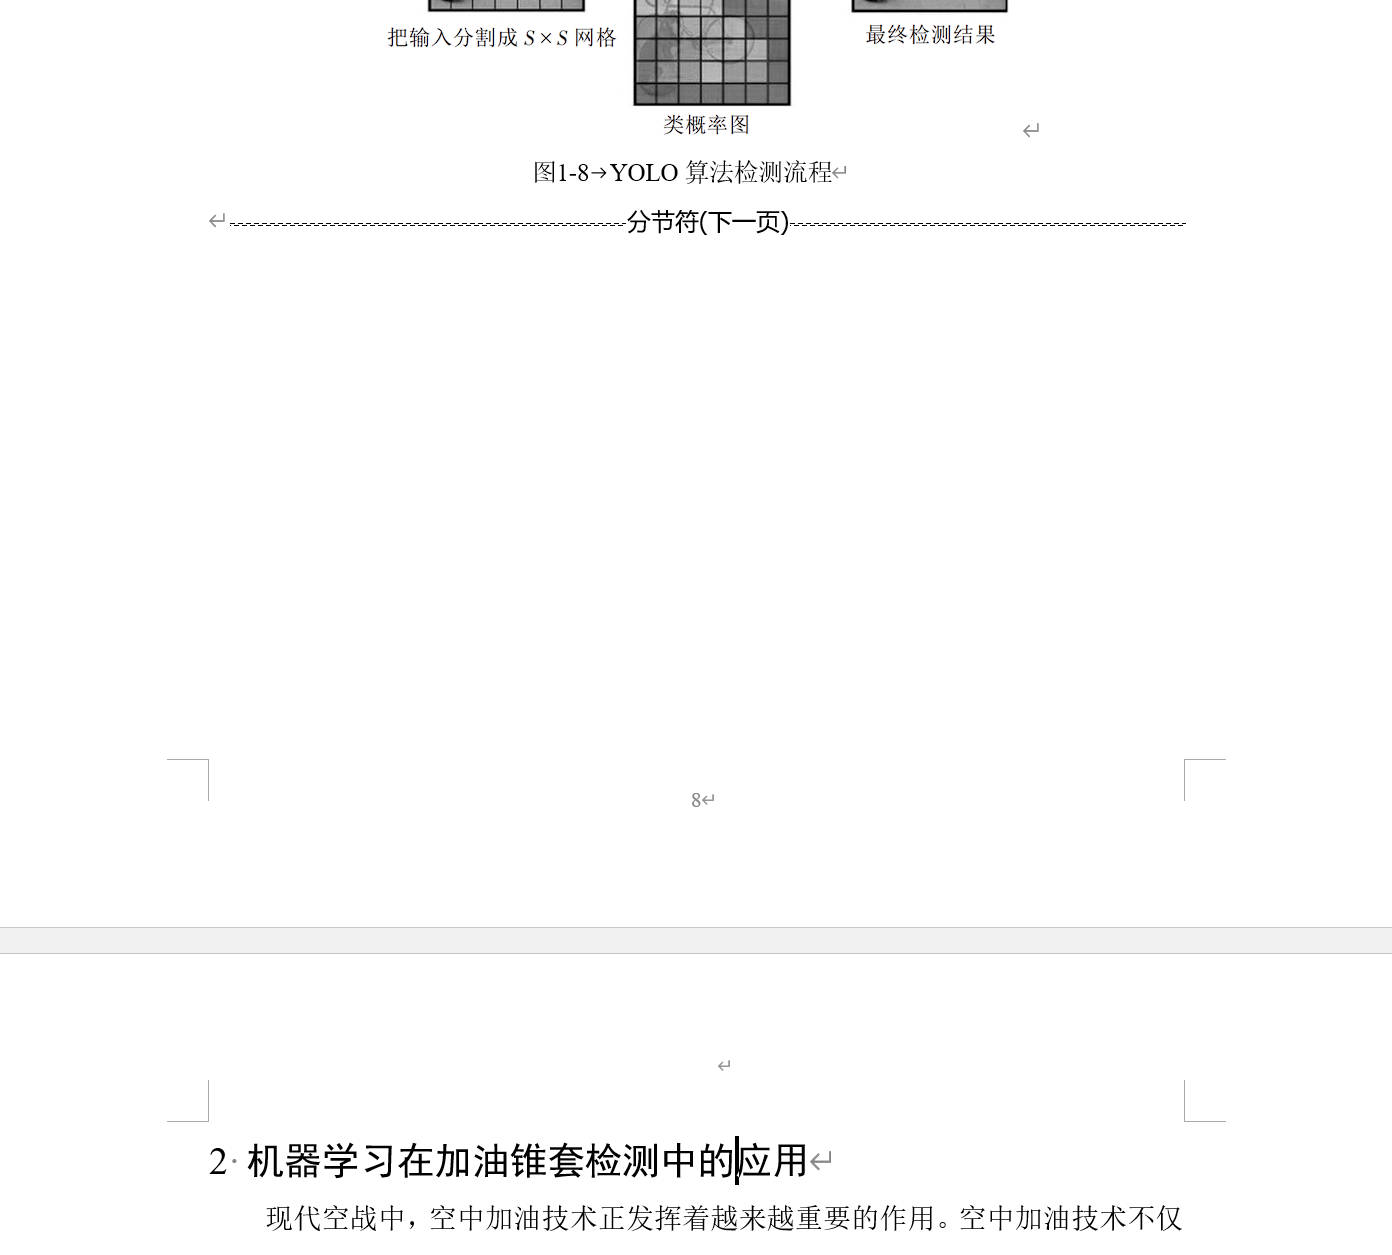 把输入分割成 S×S 网格
最终检测结果
类概率图
图1-8→YOLO 算法检测流程
分节符(下一页)
8
2 机器学习在加油锥套检测中的应用
现代空战中，空中加油技术正发挥着越来越重要的作用。空中加油技术不仅